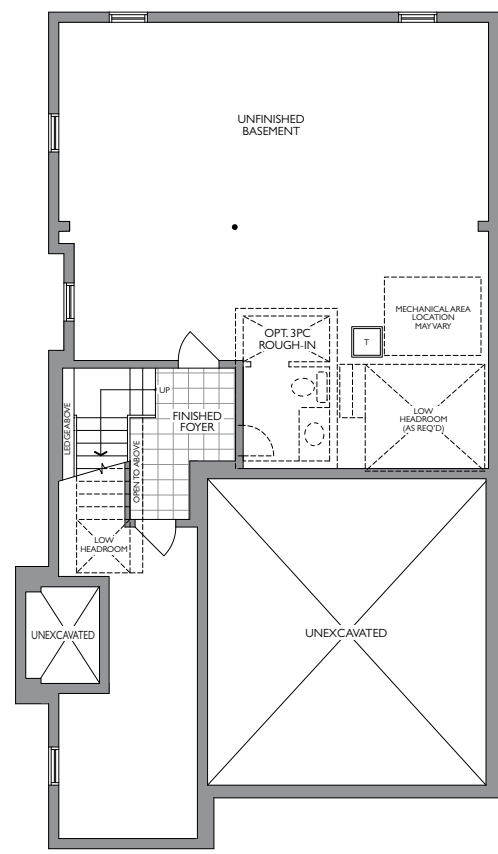 UNFINISHED
BASEMENT
MECHANICAL AREA
LOCATION
MAY VARY
OPT. 3PC
ROUGH-IN
T
UP
LEDGE ABOVE
FINISHED
FOYER
LOW
HEADROOM
(AS REQ'D)
OPEN TO ABOVE
LOW
HEADROOM
UNEXCAVATED
UNEXCAVATED